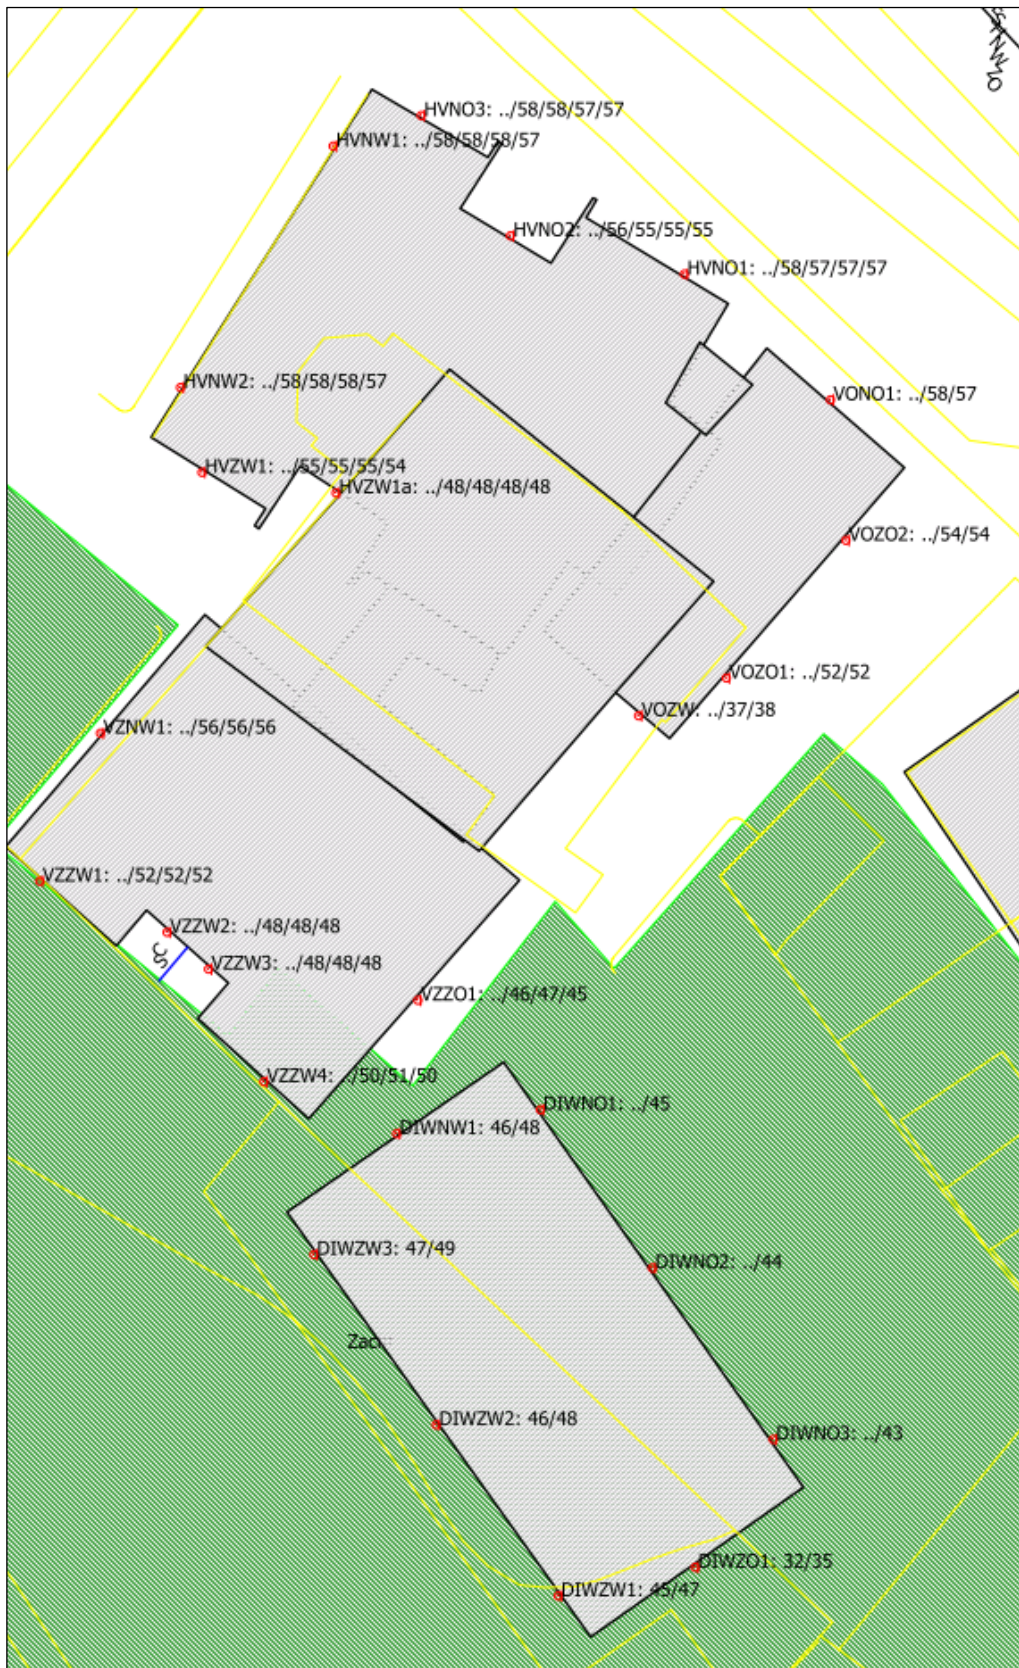 HVNO3: ../58/58/57/57
HVNW1: ../58/58/58/57
HVNO2: ../56/55/55/55
HVNO1: ../58/57/57/57
HVNW2: ../58/58/58/57
VONO1: ../58/57
HVZW1: ../55/55/55/54
HVZW1a: ../48/48/48/48
VOZO2: ../54/54
VOZO1: ../52/52
VOZW: ../37/38
VZNW1: ../56/56/56
VZZW1: ../52/52/52
VZZW2: ../48/48/48
VZZW3: ../48/48/48
VZZO1: ../46/47/45
VZZW4: ../50/51/50
DIWNO1: ../45
DIWNW1: 46/48
DIWZW3: 47/49
DIWNO2: ../44
DIWZW2: 46/48
DIWNO3: ../43
DIWZO1: 32/35
DIWZW1: 45/47